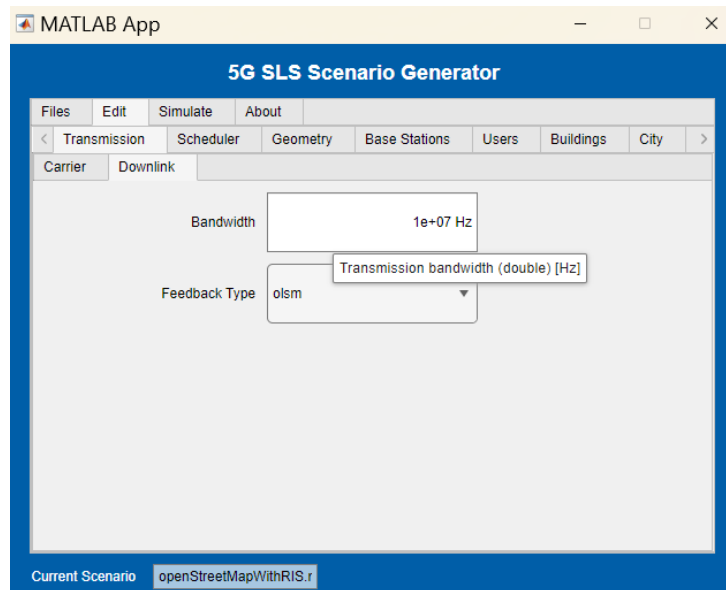 MATLAB App
5G SLS Scenario Generator
Files Edit Simulate About
< Transmission Scheduler Geometry Base Stations Users Buildings City >
Carrier Downlink
Bandwidth 1e+07 Hz
Transmission bandwidth (double) [Hz]
Feedback Type olsm
Current Scenario openStreetMapWithRIS.r